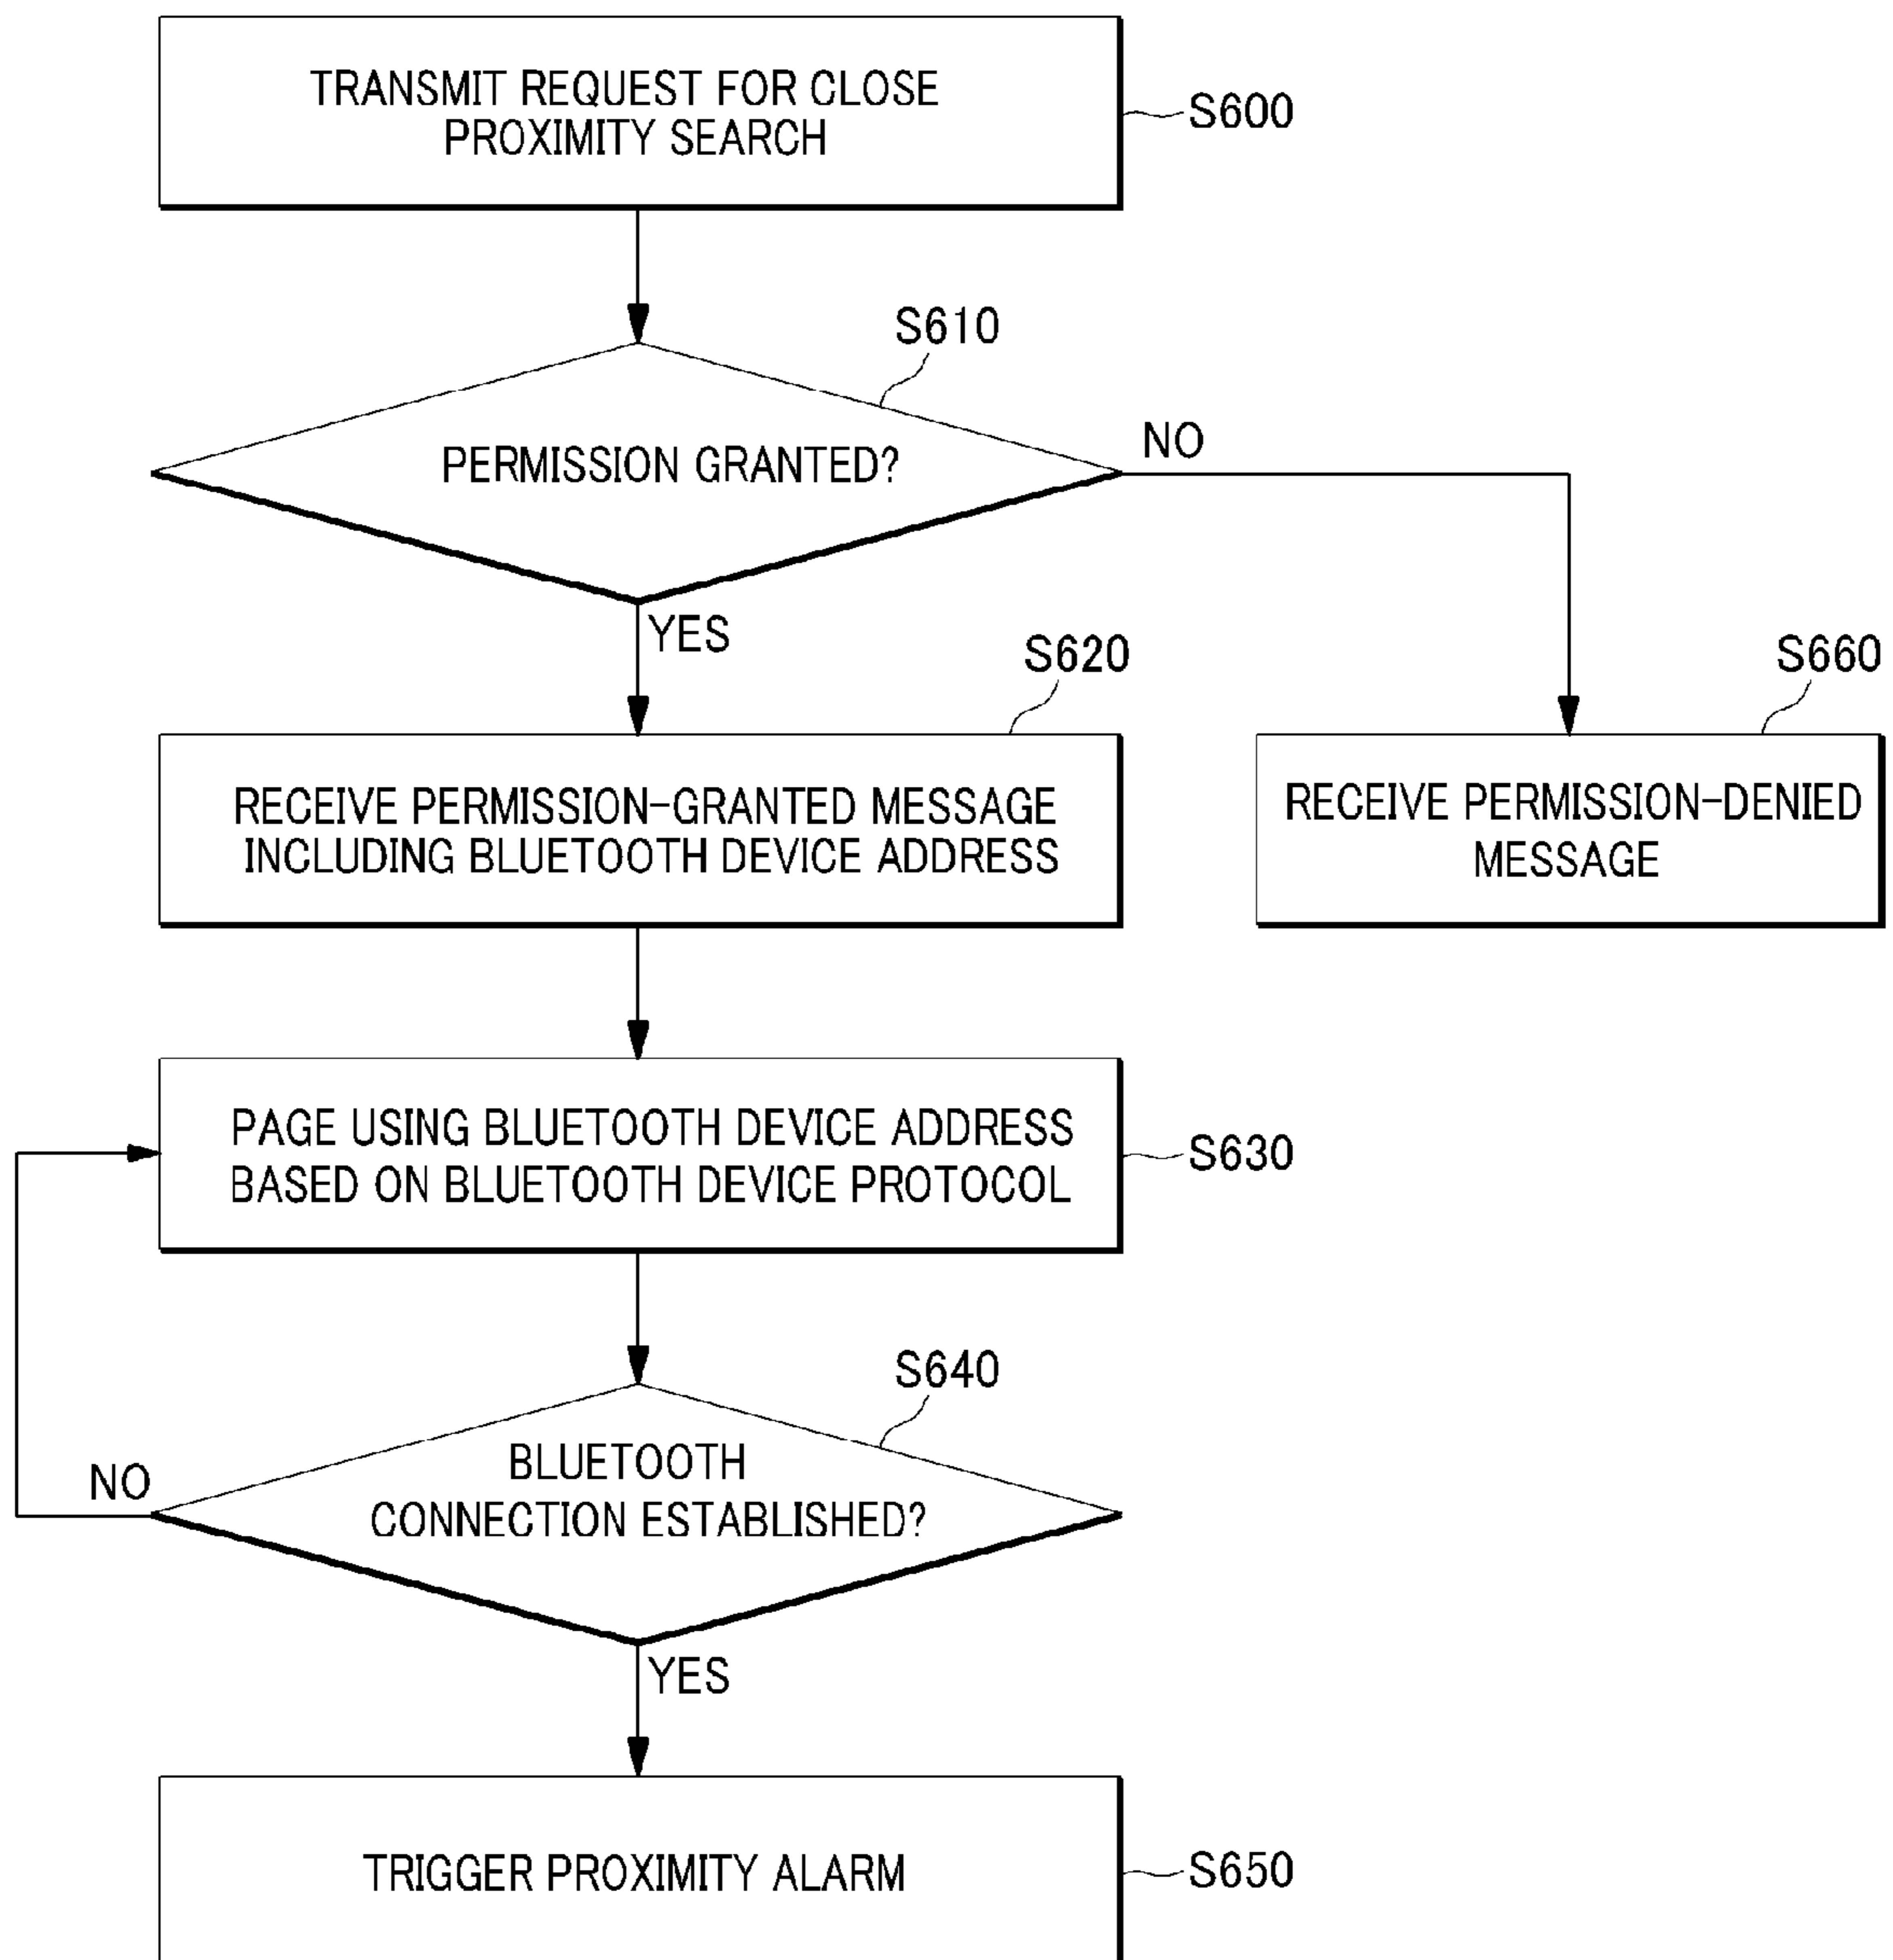 TRANSMIT REQUEST FOR CLOSE
PROXIMITY SEARCH
S600
S610
PERMISSION GRANTED?
NO
YES
S620
S660
RECEIVE PERMISSION-GRANTED MESSAGE
INCLUDING BLUETOOTH DEVICE ADDRESS
RECEIVE PERMISSION-DENIED
MESSAGE
PAGE USING BLUETOOTH DEVICE ADDRESS
BASED ON BLUETOOTH DEVICE PROTOCOL
S630
S640
BLUETOOTH
CONNECTION ESTABLISHED?
NO
YES
TRIGGER PROXIMITY ALARM
S650